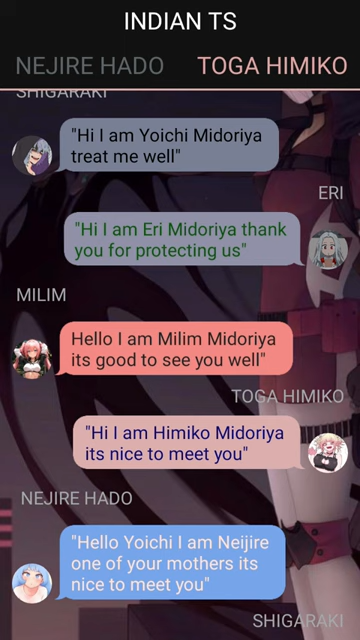 INDIAN TS
NEJIRE HADO TOGA HIMIKO
SHIGARAKI
"Hi I am Yoichi Midoriya
treat me well"
ERI
"Hi I am Eri Midoriya thank
you for protecting us"
MILIM
Hello I am Milim Midoriya
its good to see you well"
TOGA HIMIKO
"Hi I am Himiko Midoriya
its nice to meet you"
NEJIRE HADO
"Hello Yoichi I am Neijire
one of your mothers its
nice to meet you"
SHIGARAKI